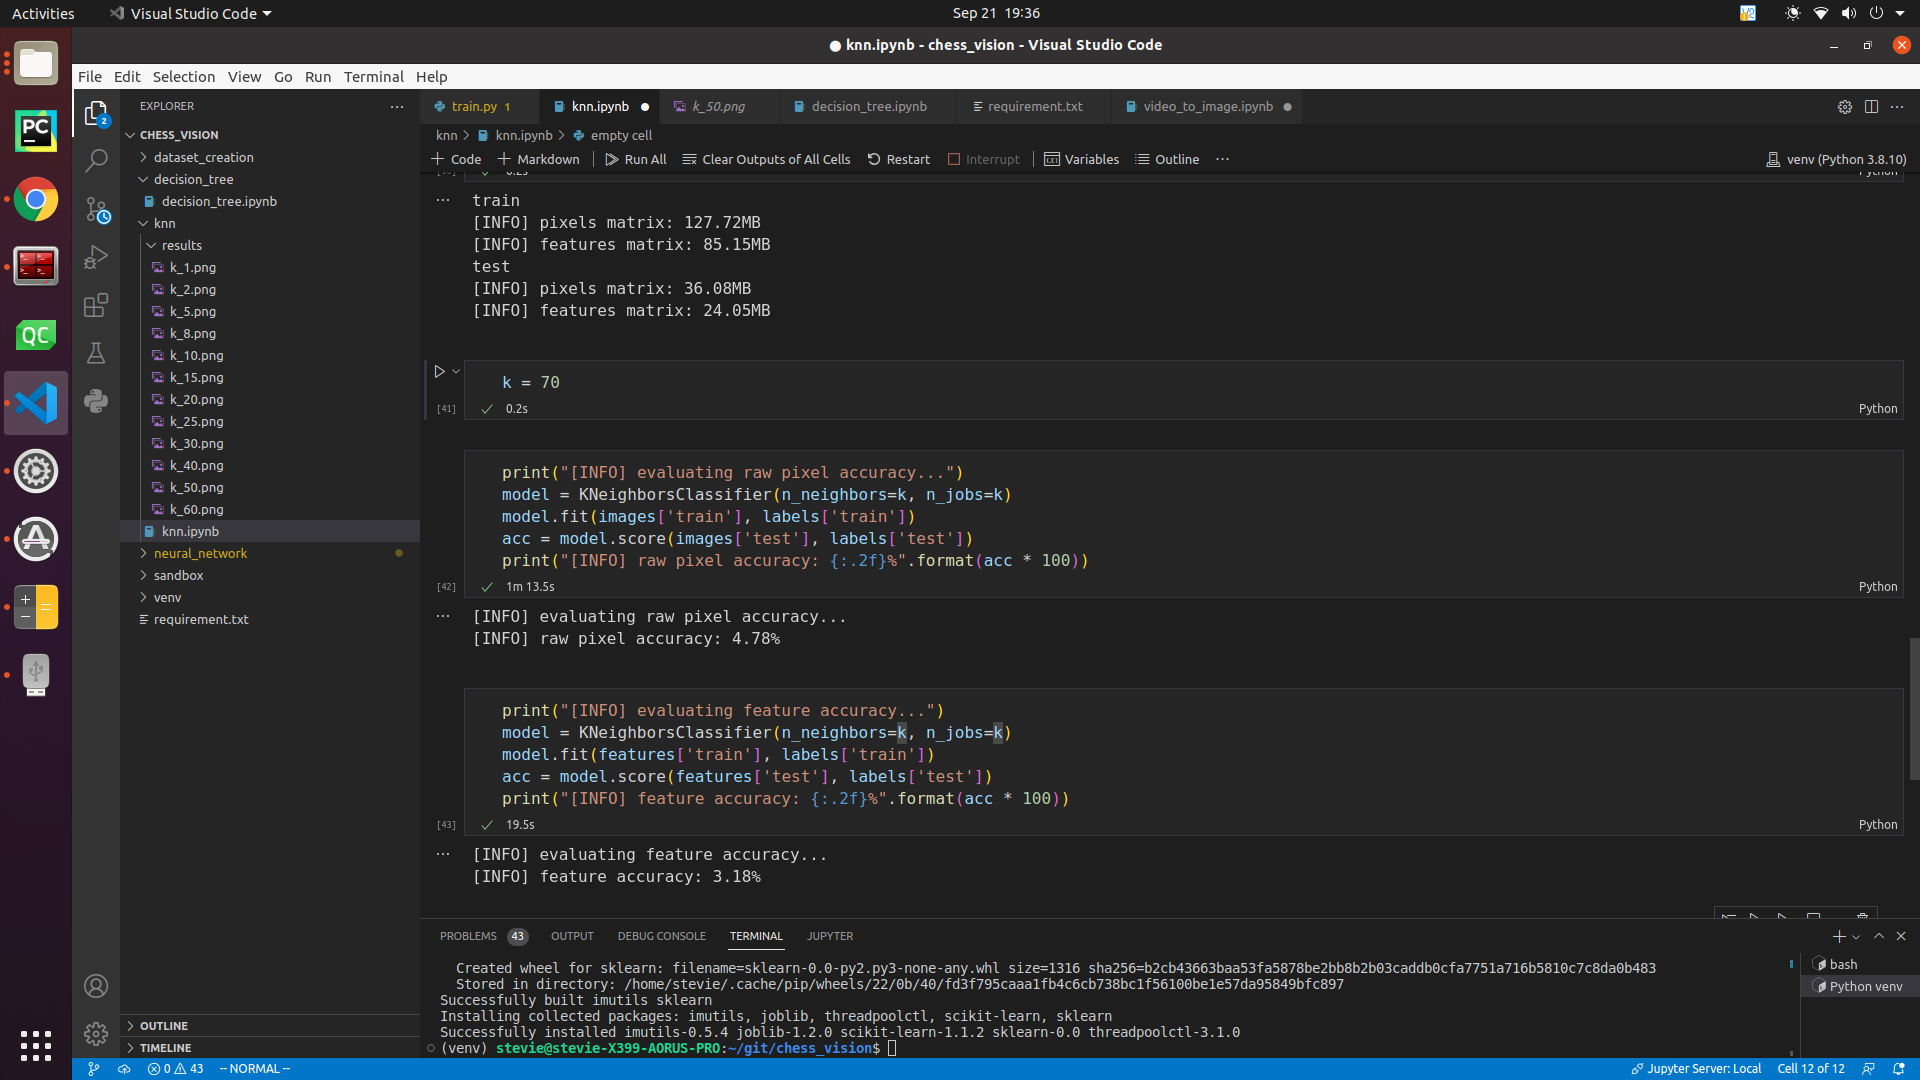 Activities
Visual Studio Code
Sep 21 19:36
knn.ipynb - chess_vision - Visual Studio Code
File Edit Selection View Go Run Terminal Help
EXPLORER
train.py 1
knn.ipynb
k_50.png
decision_tree.ipynb
requirement.txt
video_to_image.ipynb
2
CHESS_VISION
dataset_creation
decision_tree
decision_tree.ipynb
knn
results
k_1.png
k_2.png
k_5.png
k_8.png
k_10.png
k_15.png
k_20.png
k_25.png
k_30.png
k_40.png
k_50.png
k_60.png
knn.ipynb
neural_network
sandbox
venv
requirement.txt
OUTLINE
TIMELINE
PC
QC
knn > knn.ipynb > empty cell
Code Markdown Run All Clear Outputs of All Cells Restart Interrupt Variables Outline
venv (Python 3.8.10)
Python
train
[INFO] pixels matrix: 127.72MB
[INFO] features matrix: 85.15MB
test
[INFO] pixels matrix: 36.08MB
[INFO] features matrix: 24.05MB
k = 70
[41] 0.2s Python
print("[INFO] evaluating raw pixel accuracy...")
model = KNeighborsClassifier(n_neighbors=k, n_jobs=k)
model.fit(images['train'], labels['train'])
acc = model.score(images['test'], labels['test'])
print("[INFO] raw pixel accuracy: {:.2f}%".format(acc * 100))
[42] 1m 13.5s Python
[INFO] evaluating raw pixel accuracy...
[INFO] raw pixel accuracy: 4.78%
print("[INFO] evaluating feature accuracy...")
model = KNeighborsClassifier(n_neighbors=k, n_jobs=k)
model.fit(features['train'], labels['train'])
acc = model.score(features['test'], labels['test'])
print("[INFO] feature accuracy: {:.2f}%".format(acc * 100))
[43] 19.5s Python
[INFO] evaluating feature accuracy...
[INFO] feature accuracy: 3.18%
PROBLEMS 43 OUTPUT DEBUG CONSOLE TERMINAL JUPYTER
Created wheel for sklearn: filename=sklearn-0.0-py2.py3-none-any.whl size=1316 sha256=b2cb43663baa53fa5878be2bb8b2b03caddb0cfa7751a716b5810c7c8da0b483
Stored in directory: /home/stevie/.cache/pip/wheels/22/0b/40/fd3f795caaa1fb4c6cb738bc1f56100be1e57da95849bfc897
Successfully built imutils sklearn
Installing collected packages: imutils, joblib, threadpoolctl, scikit-learn, sklearn
Successfully installed imutils-0.5.4 joblib-1.2.0 scikit-learn-1.1.2 sklearn-0.0 threadpoolctl-3.1.0
(venv) stevie@stevie-X399-AORUS-PRO:~/git/chess_vision$
bash
Python venv
0 43 -- NORMAL --
Jupyter Server: Local Cell 12 of 12